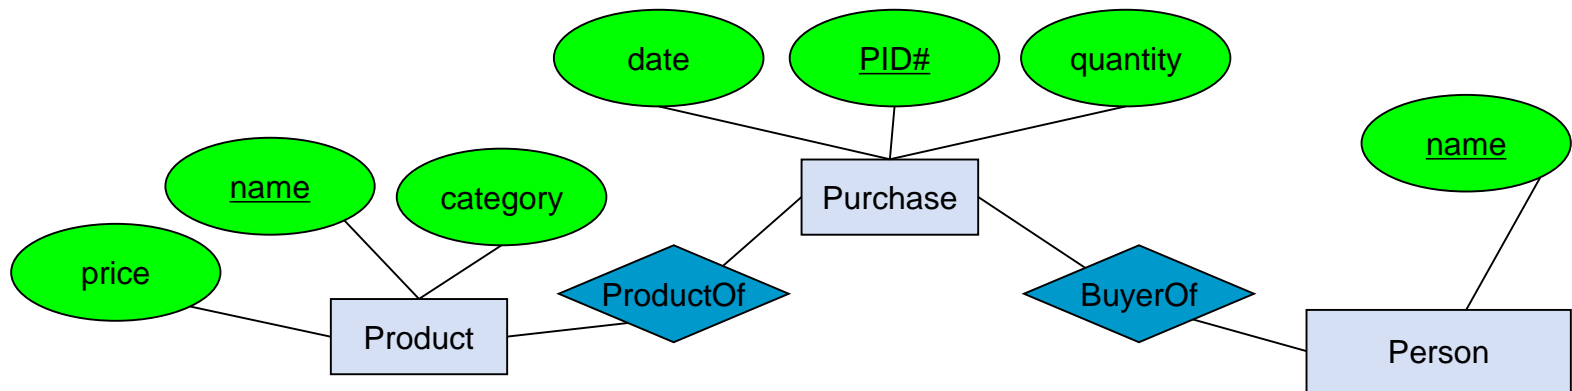 date
PID#
quantity
name
name
category
Purchase
price
ProductOf
BuyerOf
Product
Person